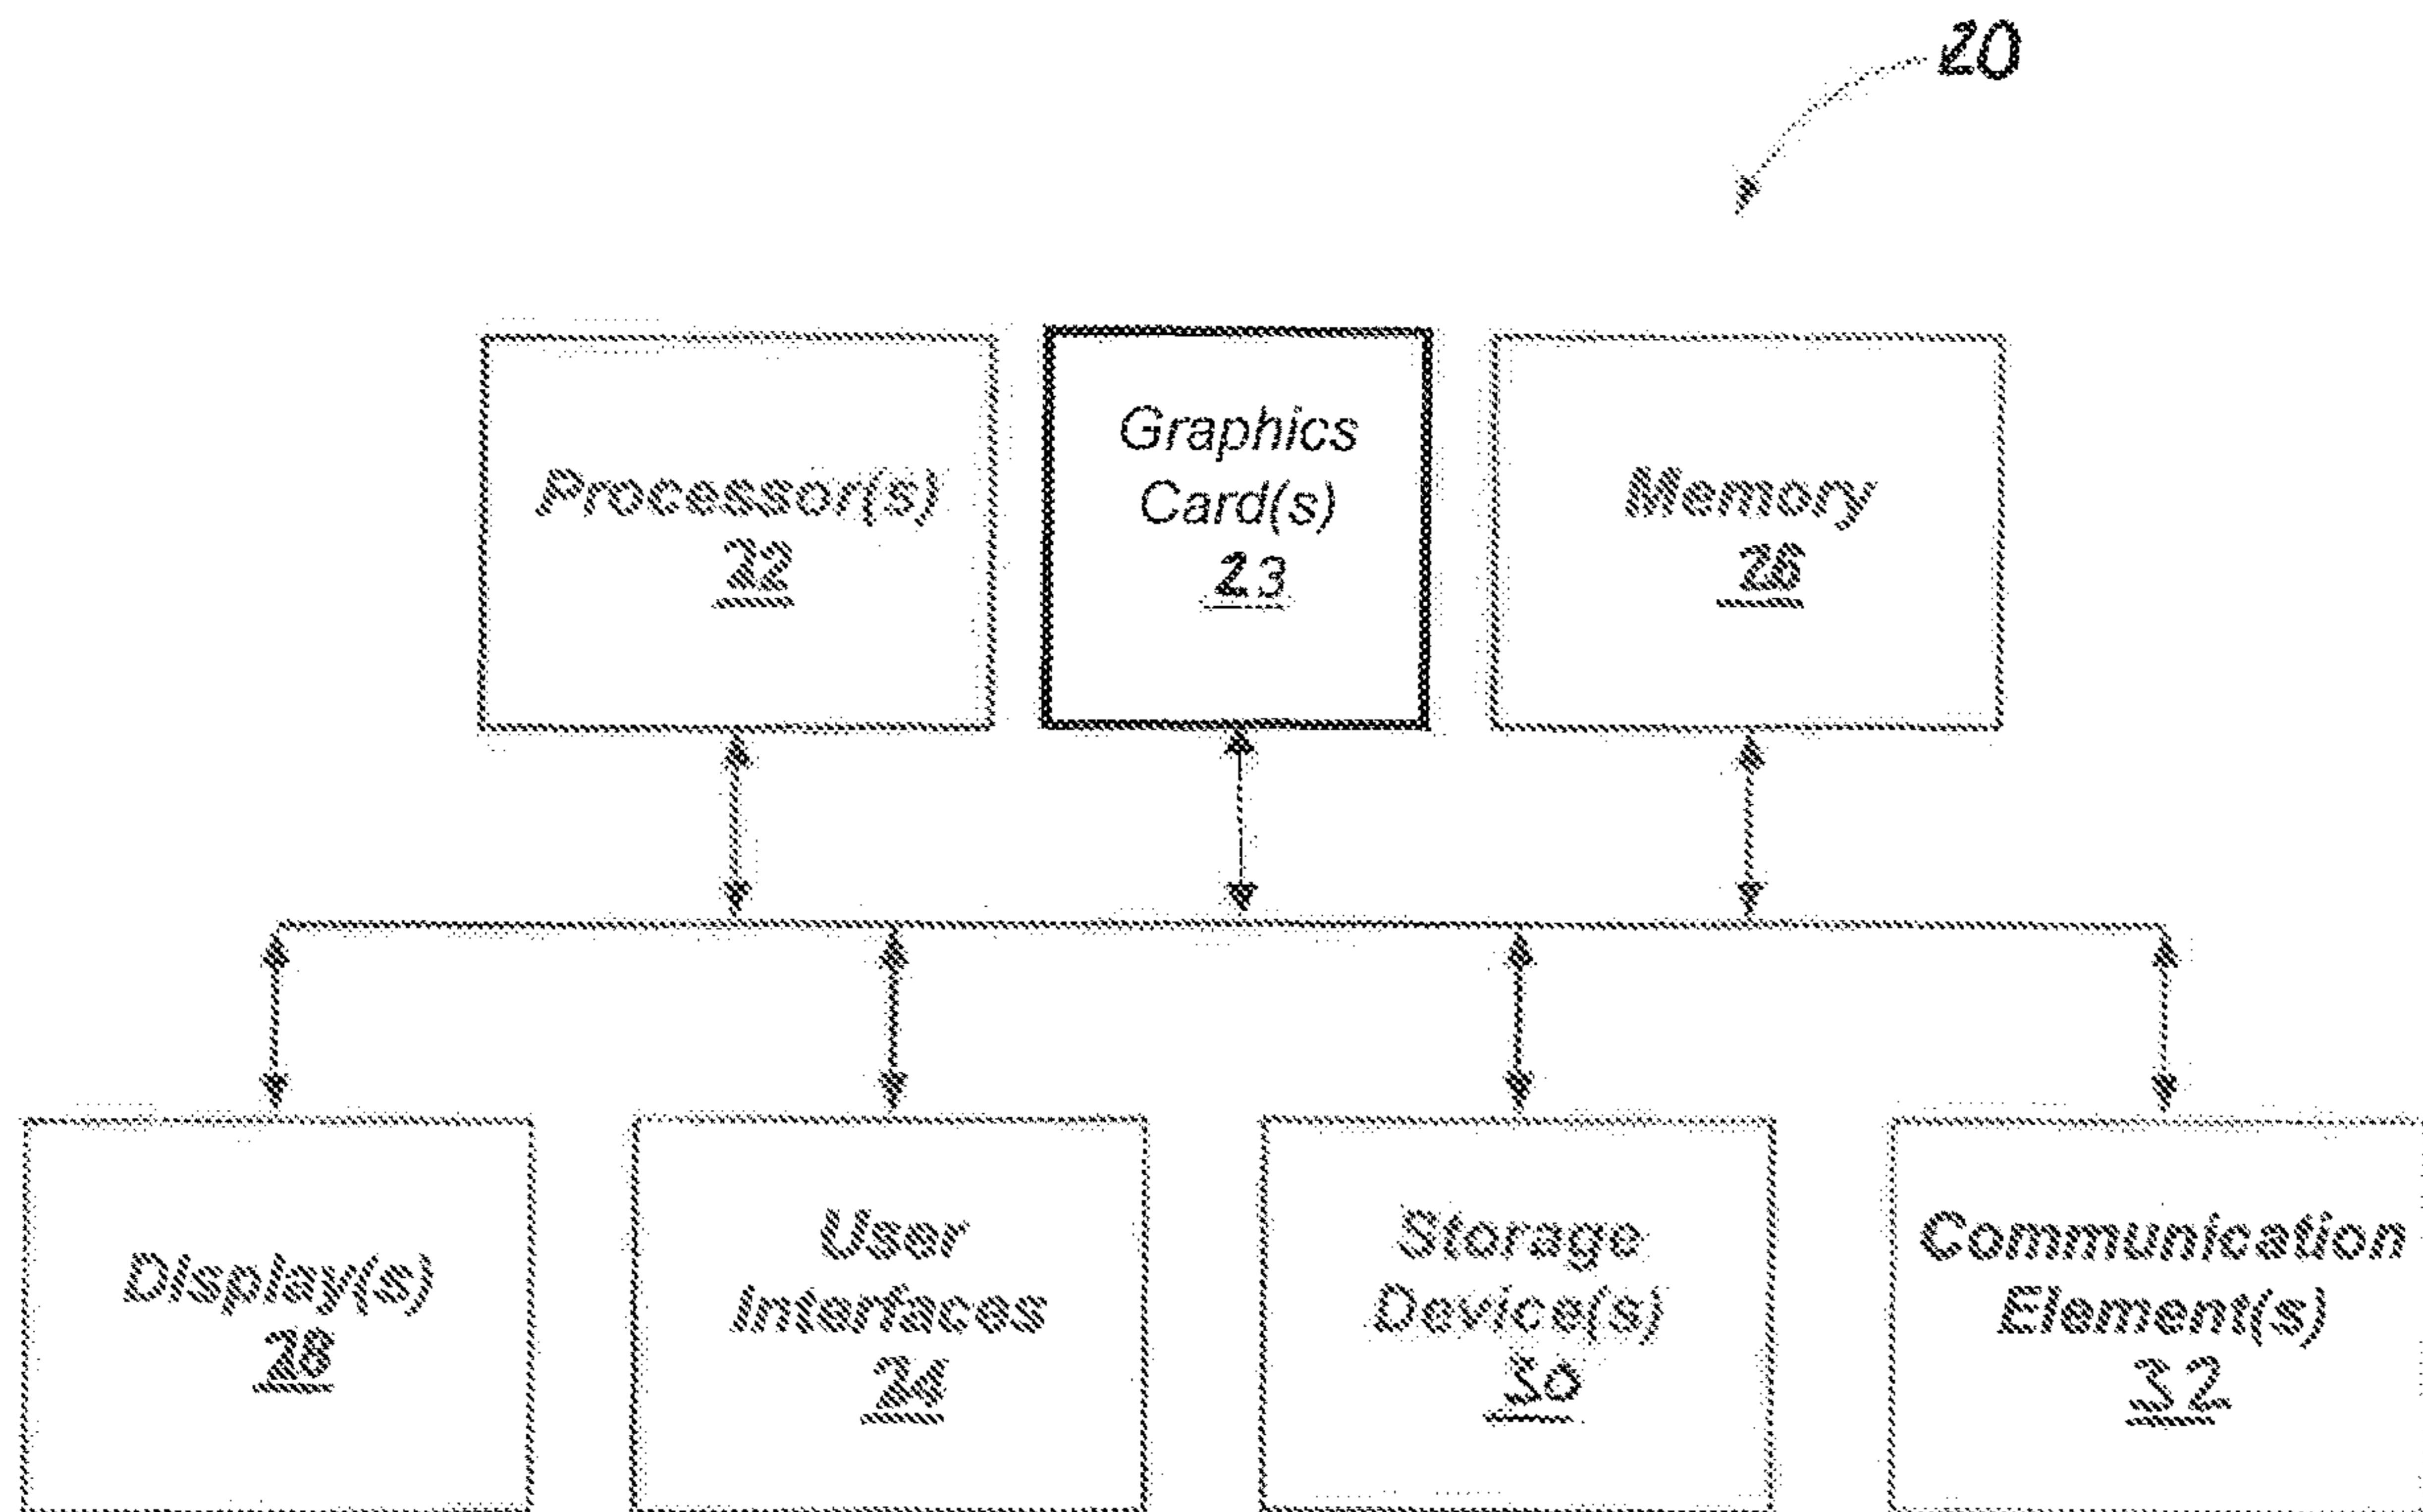 20
Processor(s)
22
Graphics
Card(s)
23
Memory
26
Display(s)
28
User
Interfaces
24
Storage
Device(s)
30
Communication
Element(s)
32